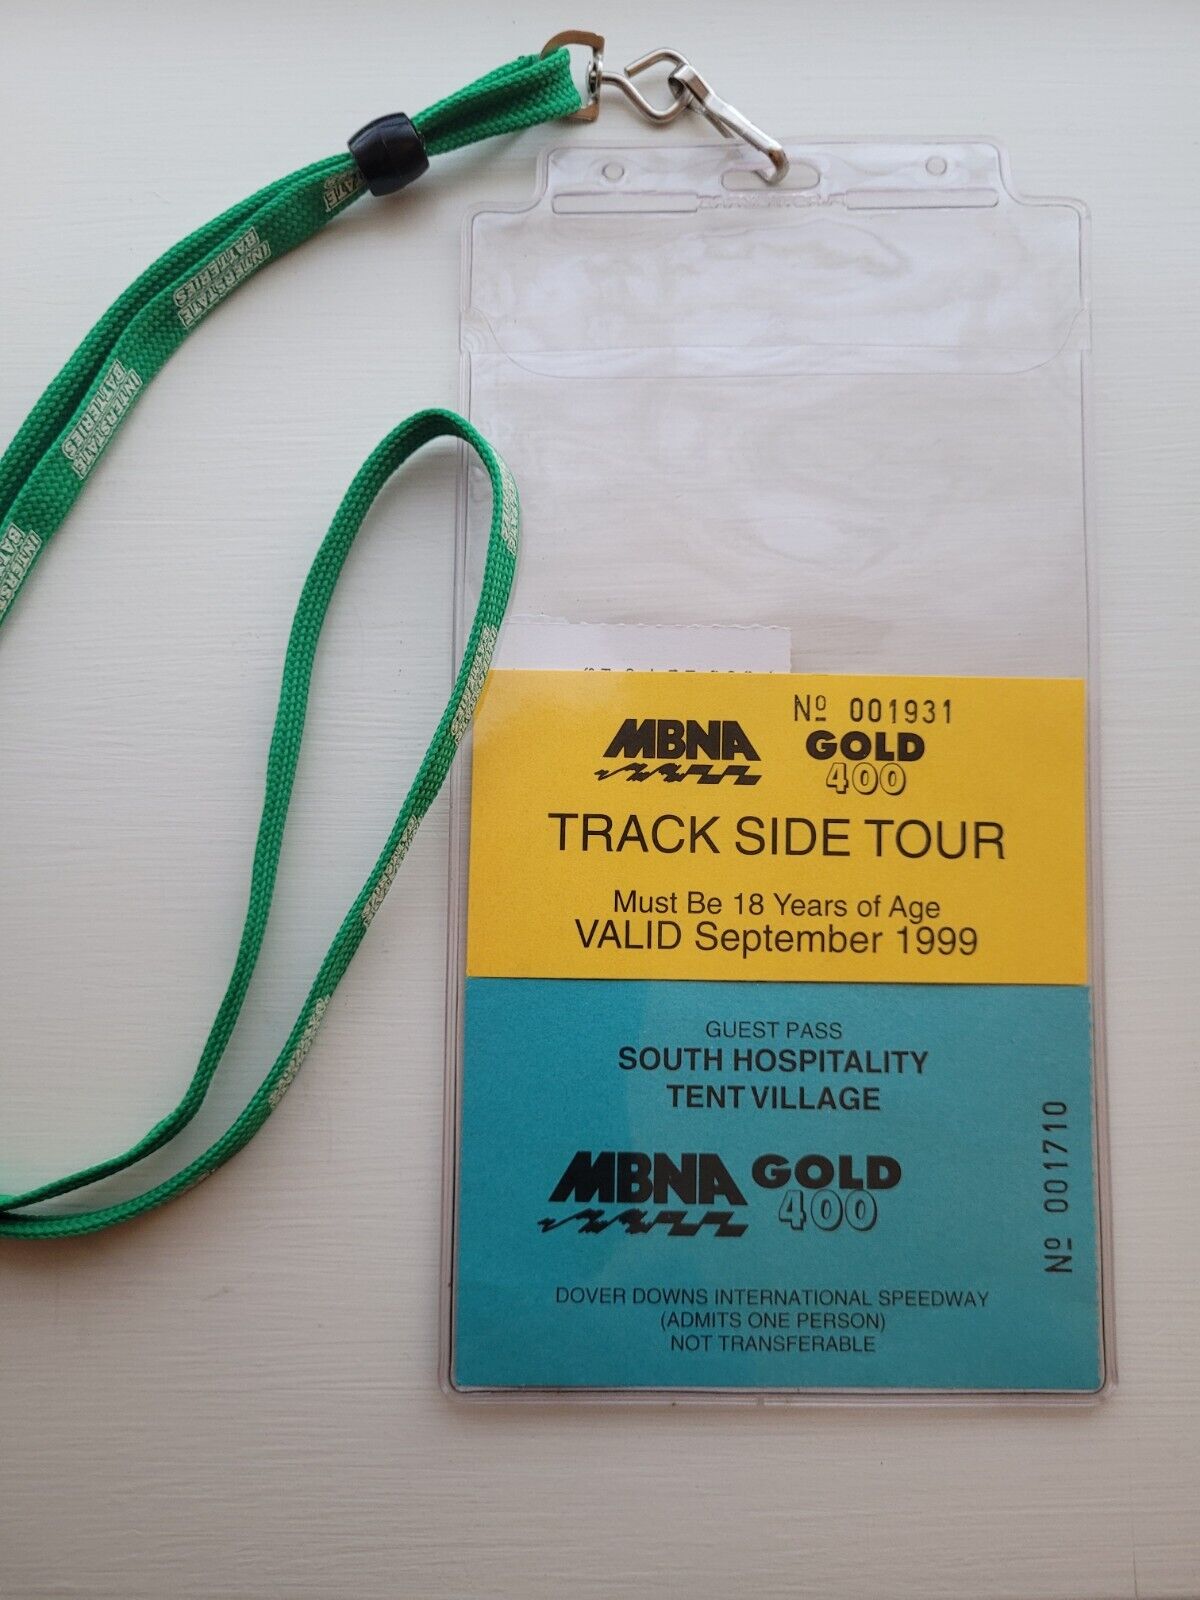 INTERSTATE
BATTERIES
INTERSTATE
BATTERIES
Nº 001931
MBNA GOLD
400
TRACK SIDE TOUR
Must Be 18 Years of Age
VALID September 1999
GUEST PASS
SOUTH HOSPITALITY
TENT VILLAGE
MBNA GOLD
400
Nº 001710
DOVER DOWNS INTERNATIONAL SPEEDWAY
(ADMITS ONE PERSON)
NOT TRANSFERABLE